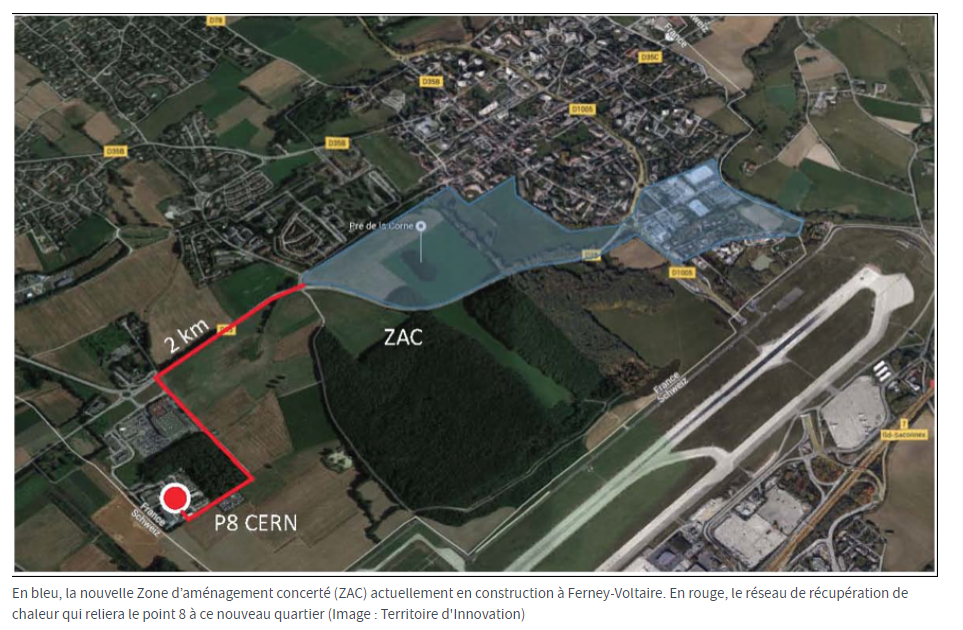 D78
France
Schweiz
D35C
D35B
D1005
D35B
D35B
Pré de la Corne
D1005
ZAC
2 km
France
Schweiz
1
Gd-Saconnex
P8 CERN
France
Schweiz
En bleu, la nouvelle Zone d'aménagement concerté (ZAC) actuellement en construction à Ferney-Voltaire. En rouge, le réseau de récupération de
chaleur qui reliera le point 8 à ce nouveau quartier (Image : Territoire d'Innovation)